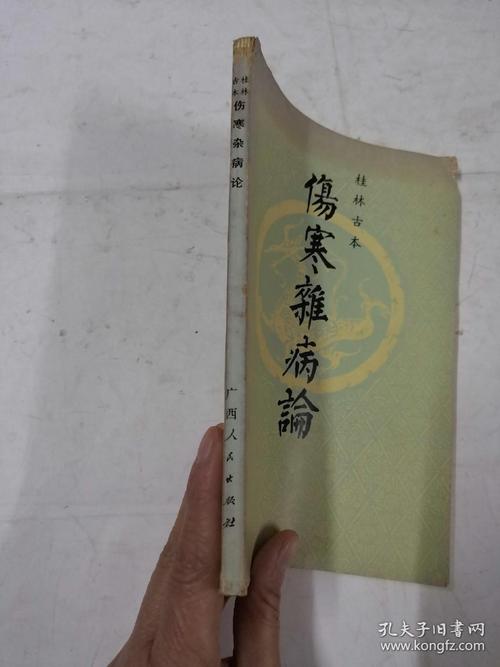 桂林
古本
伤寒杂病论
广西人民出版社
桂林古本
傷寒雜病論
孔夫子旧书网
www.kongfz.com